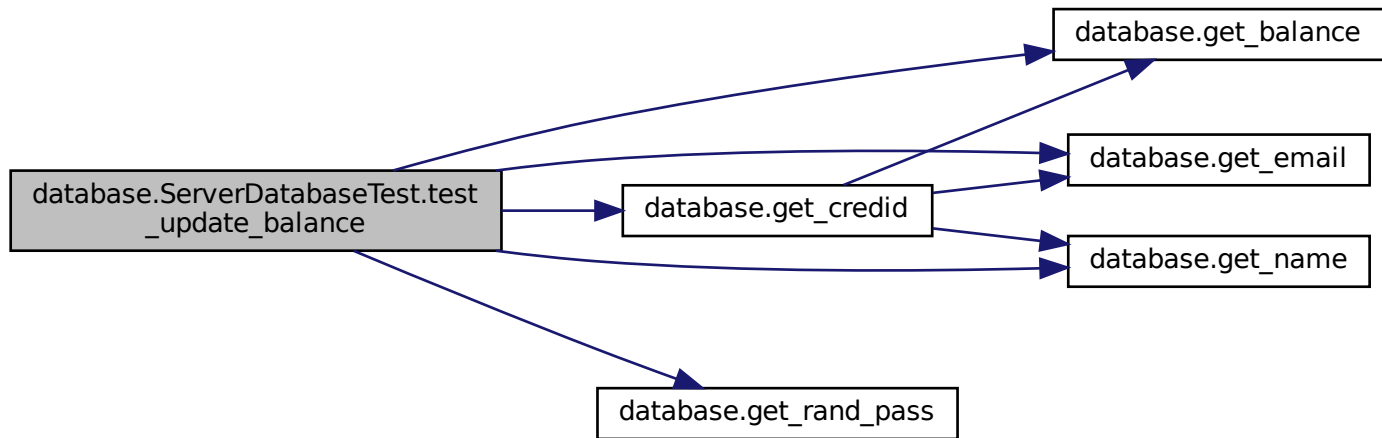 database.get_balance
database.get_email
database.ServerDatabaseTest.test
_update_balance
database.get_credid
database.get_name
database.get_rand_pass